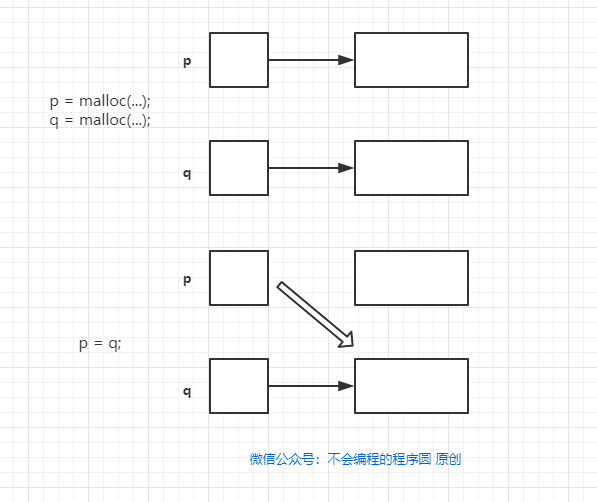 p
p = malloc(...);
q = malloc(...);
q
p
p = q;
q
微信公众号：不会编程的程序圆 原创